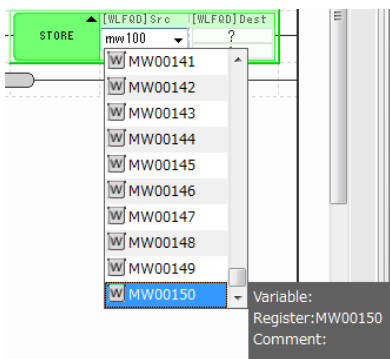 [WLFQD]Src [WLFQD]Dest
STORE mw100 ?
W MW00141
W MW00142
W MW00143
W MW00144
W MW00145
W MW00146
W MW00147
W MW00148
W MW00149
W MW00150
Variable:
Register:MW00150
Comment: